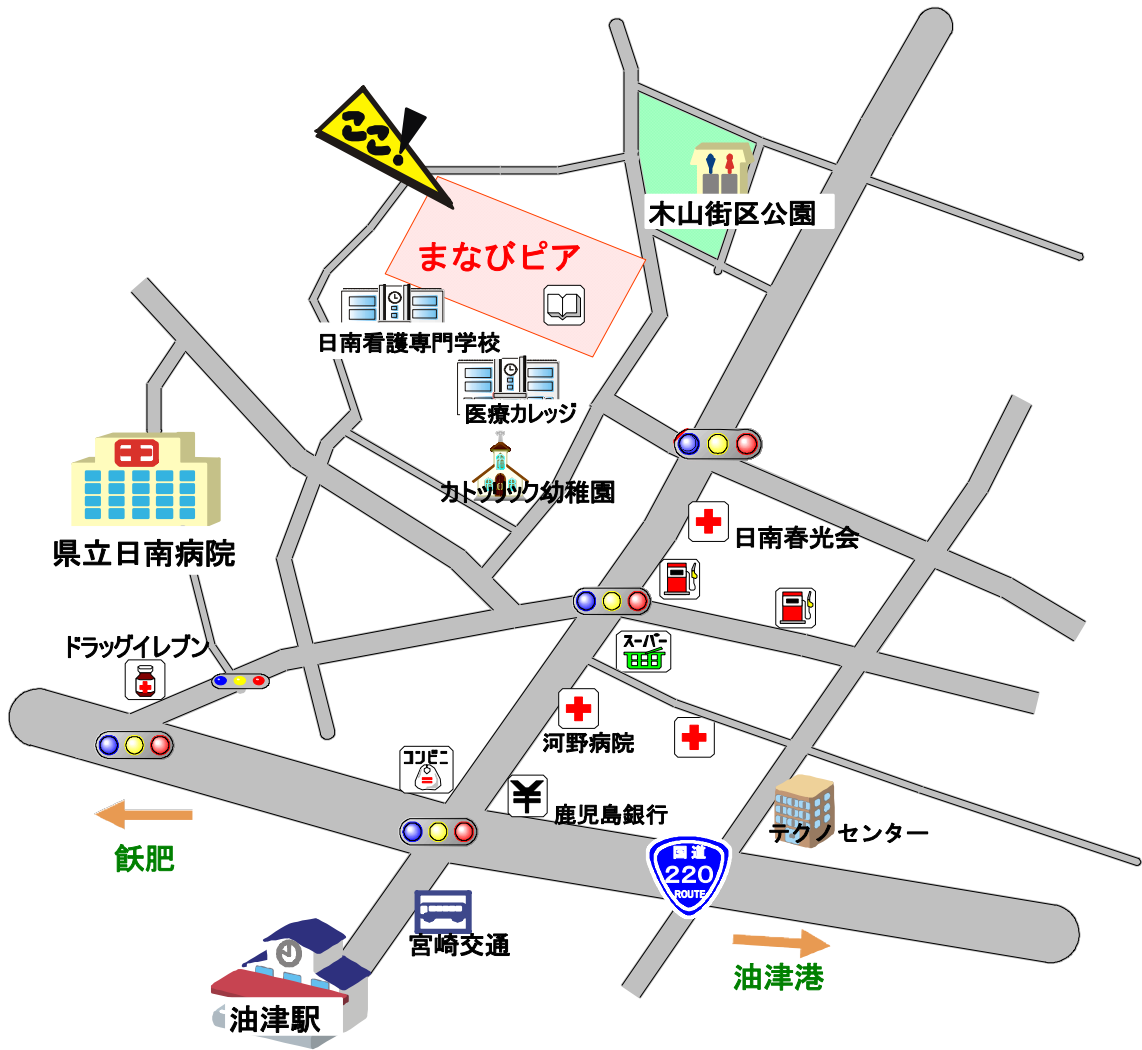 ここ!
まなびピア
木山街区公園
日南看護専門学校
医療カレッジ
カトッリック幼稚園
県立日南病院
日南春光会
ドラッグイレブン
スーパー
河野病院
コンビニ
鹿児島銀行
テクノセンター
飫肥
国道
220
ROUTE
宮崎交通
油津港
油津駅